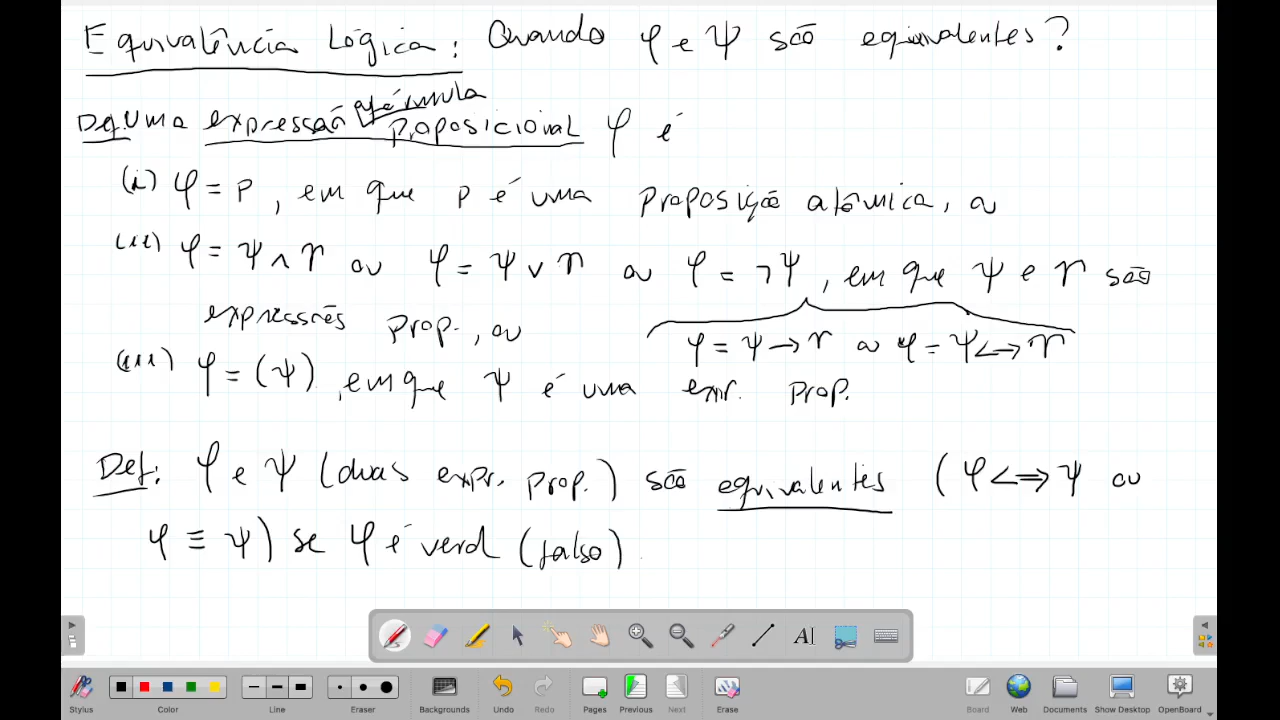 Equivalência Lógica: Quando φ e ψ são equivalentes?
ou fórmula
Def: Uma expressão proposicional φ é
(i) φ = p, em que p é uma proposição atômica, ou
(ii) φ = ψ ∧ γ ou φ = ψ ∨ γ ou φ = ¬ψ, em que ψ e γ são
expressões prop., ou
φ = ψ → γ ou φ = ψ ↔ γ
(iii) φ = (ψ), em que ψ é uma expr. prop.
Def: φ e ψ (duas expr. prop.) são equivalentes (φ ⟺ ψ ou
φ ≡ ψ) se φ é verd (falso)
Stylus Color Line Eraser Backgrounds Undo Redo Pages Previous Next Erase Board Web Documents Show Desktop OpenBoard